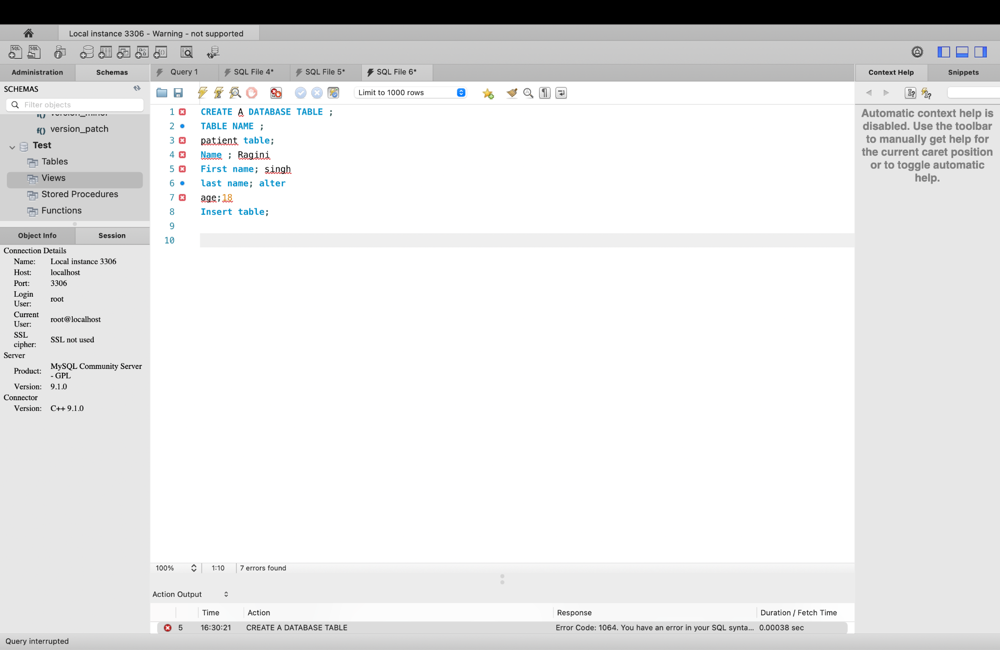 Local instance 3306 - Warning - not supported
Administration
Schemas
Query 1
SQL File 4*
SQL File 5*
SQL File 6*
Context Help
Snippets
SCHEMAS
Filter objects
Limit to 1000 rows
version_patch
Test
Tables
Views
Stored Procedures
Functions
1 CREATE A DATABASE TABLE ;
2 TABLE NAME ;
3 patient table;
4 Name ; Ragini
5 First name; singh
6 last name; alter
7 age;18
8 Insert table;
9
10
Automatic context help is
disabled. Use the toolbar
to manually get help for
the current caret position
or to toggle automatic
help.
Object Info
Session
Connection Details
Name: Local instance 3306
Host: localhost
Port: 3306
Login
User: root
Current
User: root@localhost
SSL
cipher: SSL not used
Server
Product: MySQL Community Server
- GPL
Version: 9.1.0
Connector
Version: C++ 9.1.0
100%
1:10
7 errors found
Action Output
Time
Action
Response
Duration / Fetch Time
5 16:30:21 CREATE A DATABASE TABLE Error Code: 1064. You have an error in your SQL synta... 0.00038 sec
Query interrupted